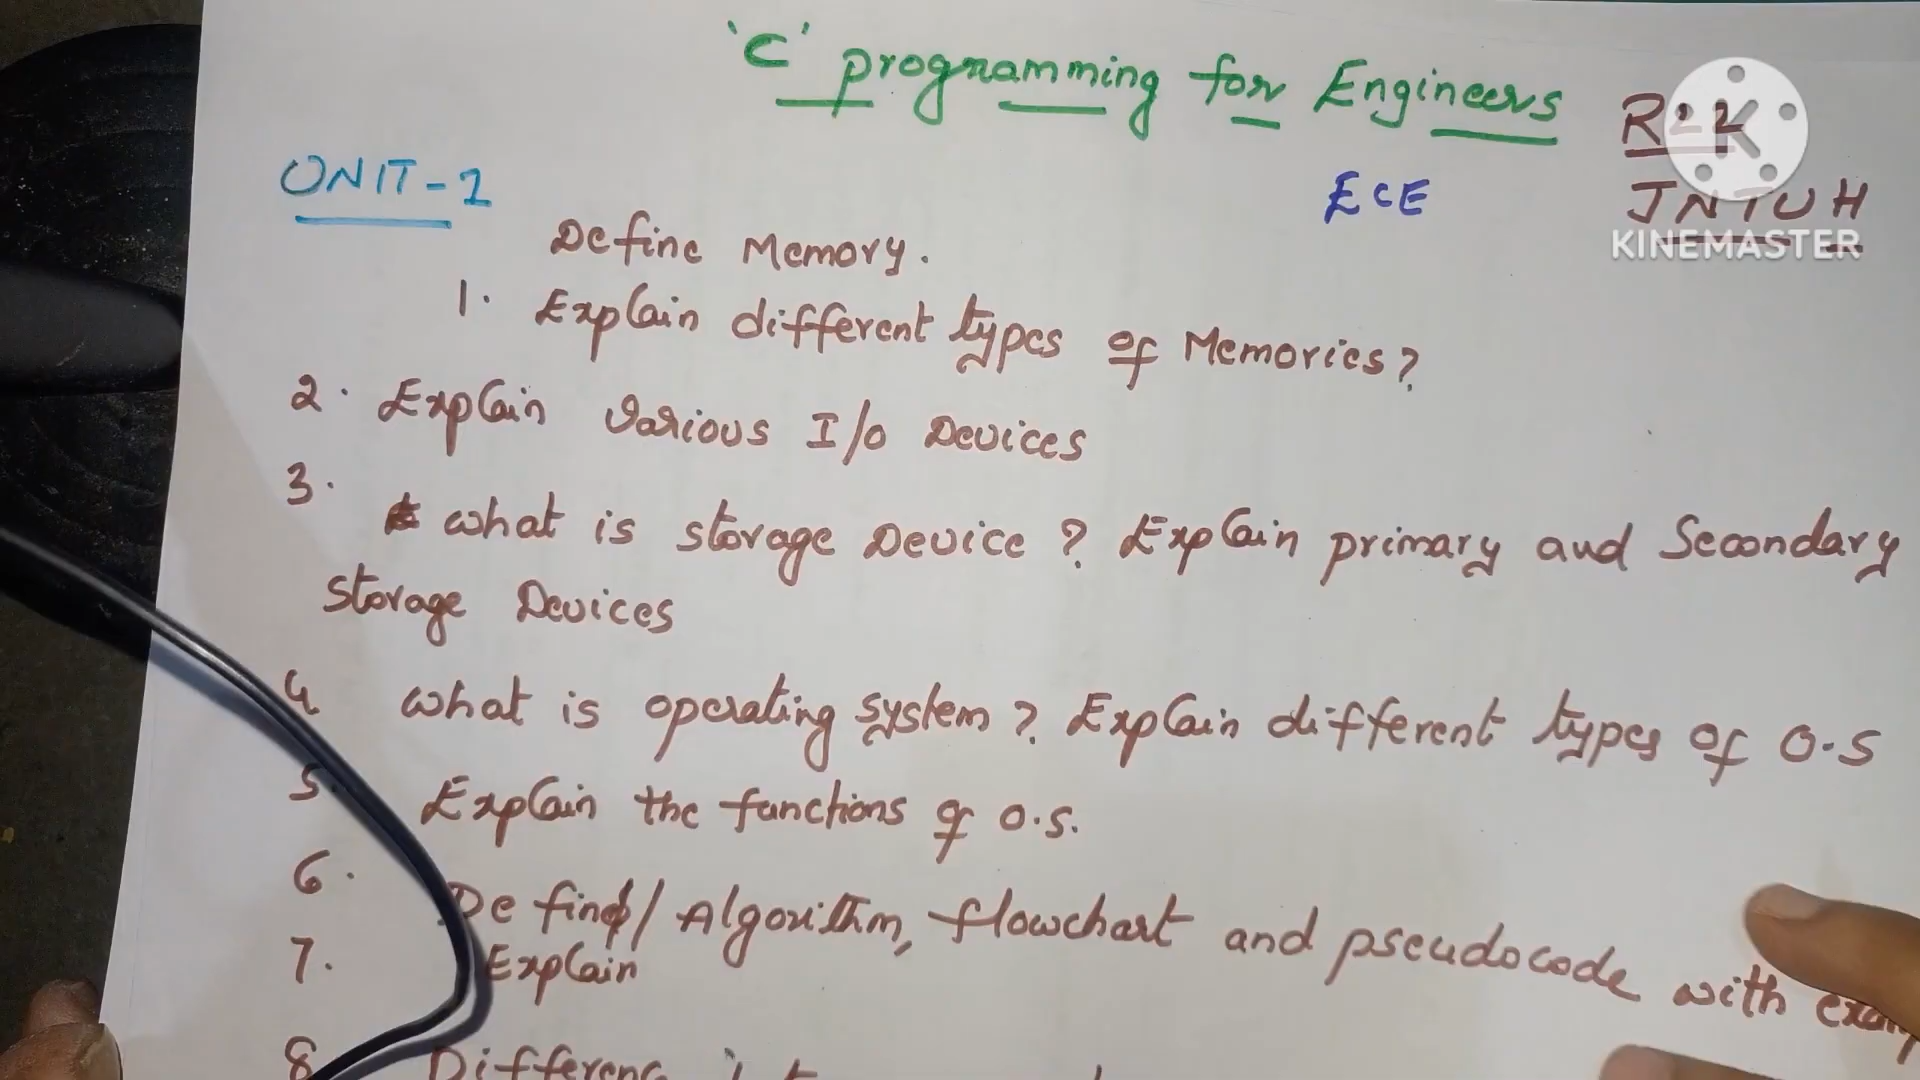 'C' programming for Engineers
R22
JNTUH
KINEMASTER
ECE
UNIT-1
Define Memory.
1. Explain different types of Memories?
2. Explain various I/o Devices
3. what is storage Device? Explain primary and Secondary
storage Devices
4 what is operating system? Explain different types of O.S
5. Explain the functions of O.S.
6. Define/ Algorithm, flowchart and pseudocode with
7. Explain
8